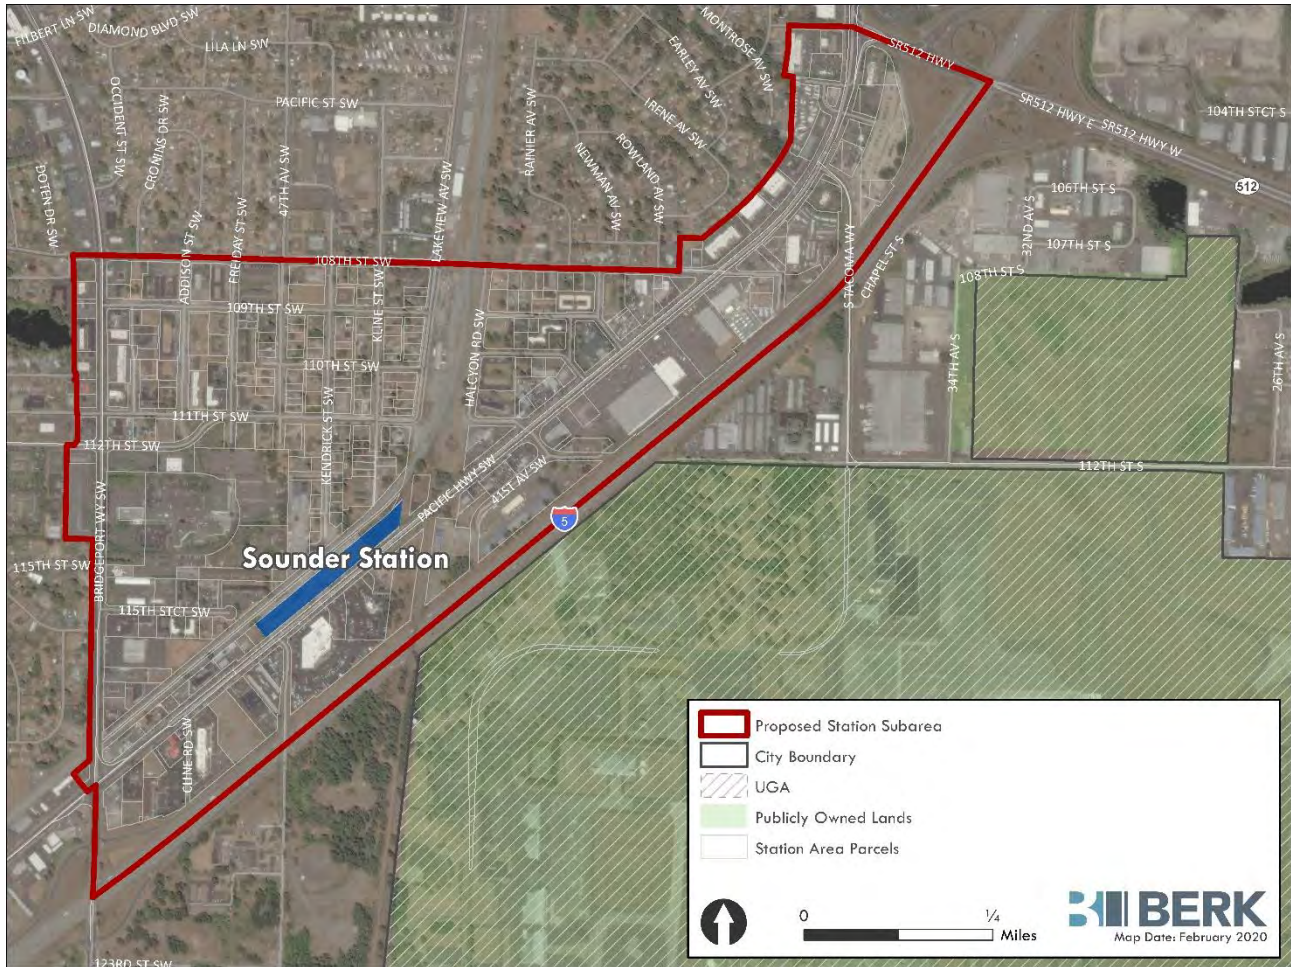 FILBERT LN SW
DIAMOND BLVD SW
LILA LN SW
MONTROSE AV SW
EARLEY AV SW
SR512 HWY
OCCIDENT ST SW
CRONINS DR SW
PACIFIC ST SW
47TH AV SW
RAINIER AV SW
IRENE AV SW
NEWMAN AV SW
ROWLAND AV SW
SR512 HWY E
SR512 HWY W
104TH STCT S
512
DOTEN DR SW
ADDISON ST SW
FREIDAY ST SW
LAKEVIEW AV SW
106TH ST S
32ND AV S
107TH ST S
108TH ST SW
KLINE ST SW
S TACOMA WY
CHAPEL ST S
108TH ST S
109TH ST SW
110TH ST SW
HALCYON RD SW
34TH AV S
26TH AV S
111TH ST SW
112TH ST SW
KENDRICK ST SW
PACIFIC HWY SW
41ST AV SW
112TH ST S
5
BRIDGEPORT WY SW
Sounder Station
115TH ST SW
115TH STCT SW
CLINE RD SW
123RD ST SW
Proposed Station Subarea
City Boundary
UGA
Publicly Owned Lands
Station Area Parcels
0 ¼
Miles
BERK
Map Date: February 2020